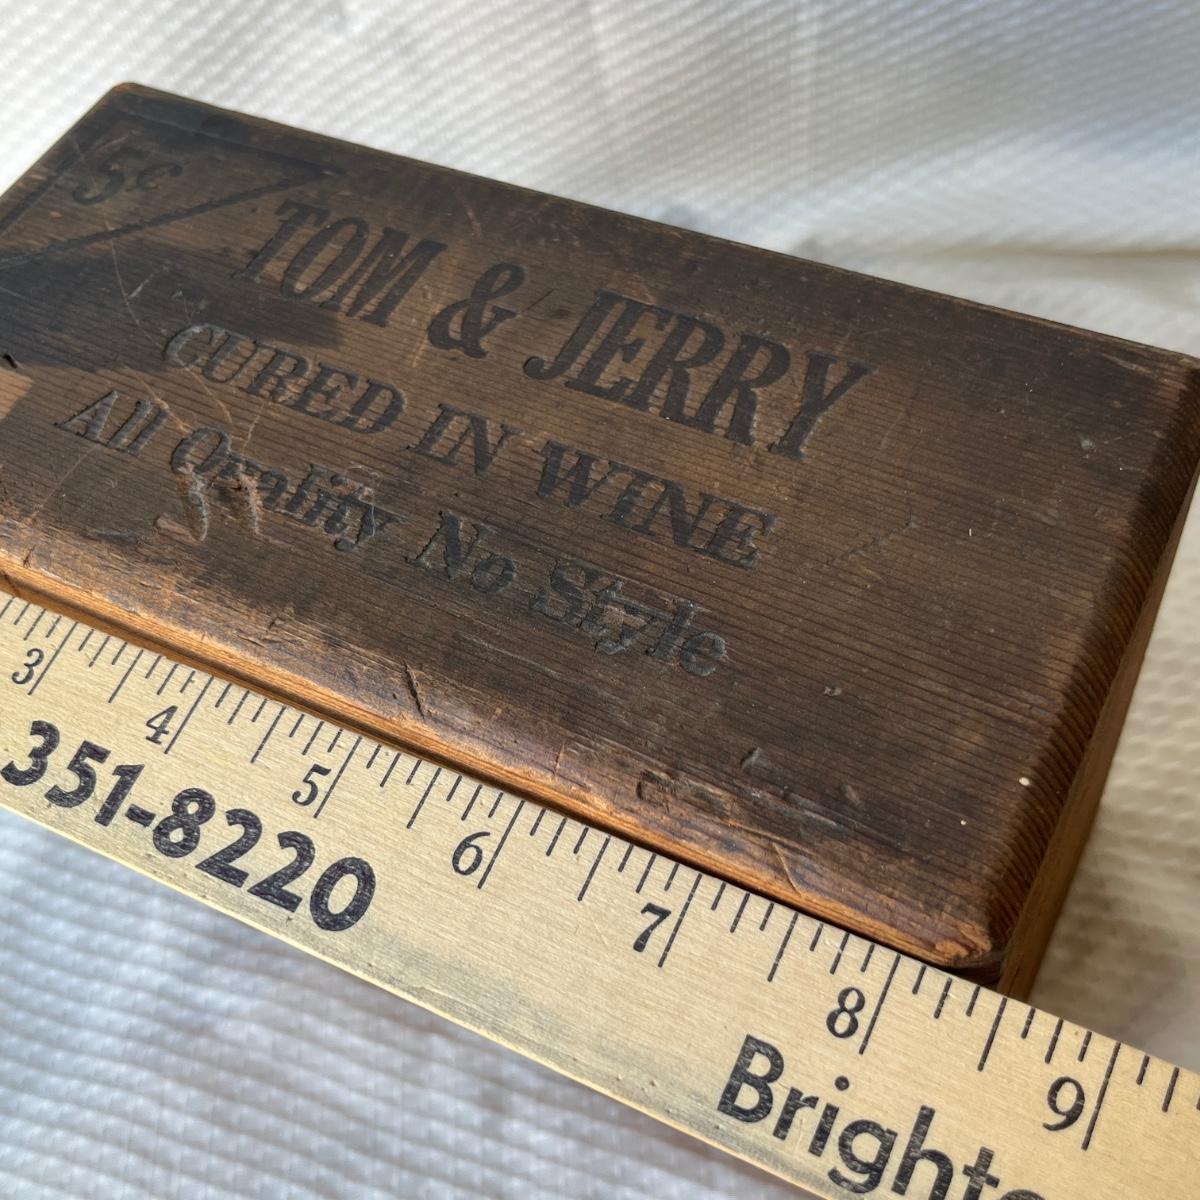 5¢
TOM & JERRY
CURED IN WINE
All Quality No Style
3 4 5 6 7 8 9
351-8220
Bright